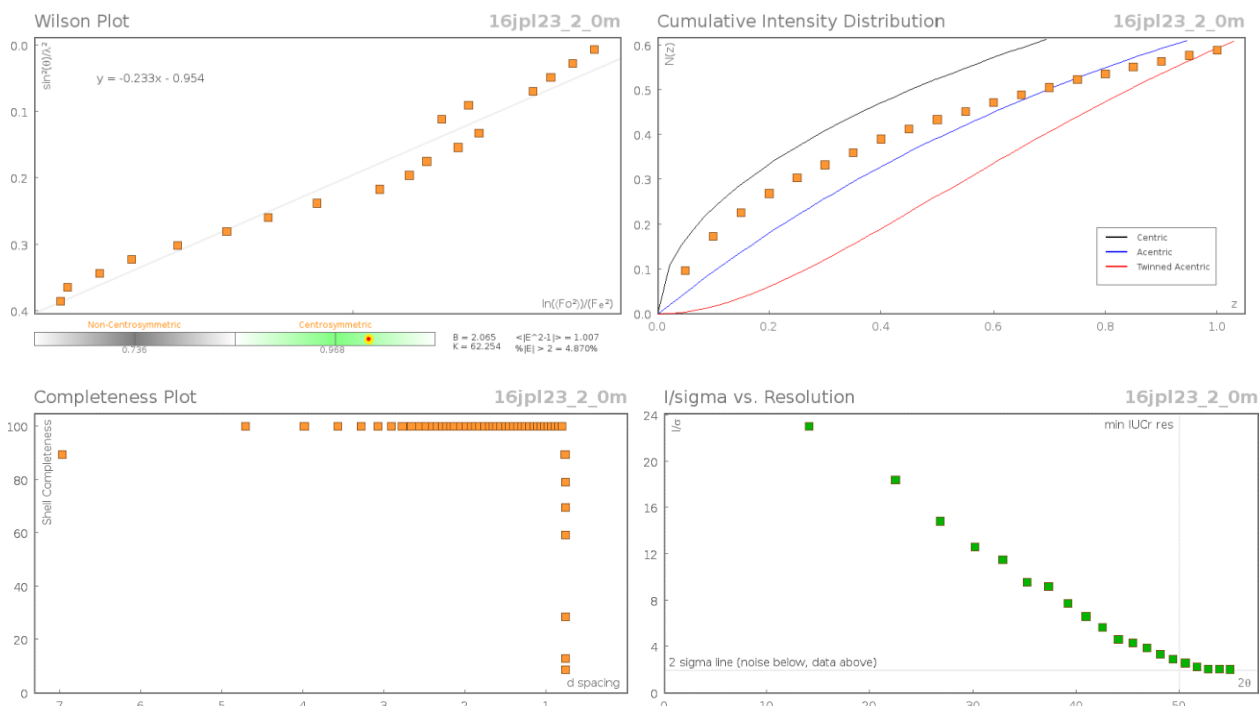 Wilson Plot
16jpl23_2_0m
sin²(θ)/λ²
0.0
0.1
0.2
0.3
0.4
y = -0.233x - 0.954
ln(⟨Fo²⟩)/(Fe²)
Non-Centrosymmetric
Centrosymmetric
0.736
0.968
B = 2.065
K = 62.254
<|E^2-1|> = 1.007
%|E| > 2 = 4.870%
Cumulative Intensity Distribution
16jpl23_2_0m
N(z)
0.6
0.5
0.4
0.3
0.2
0.1
0.0
Centric
Acentric
Twinned Acentric
z
0.0
0.2
0.4
0.6
0.8
1.0
Completeness Plot
16jpl23_2_0m
Shell Completeness
100
80
60
40
20
0
d spacing
7
5
4
3
2
1
I/sigma vs. Resolution
16jpl23_2_0m
I/σ
min IUCr res
24
20
16
12
8
4
0
2 sigma line (noise below, data above)
2θ
0
10
20
30
40
50